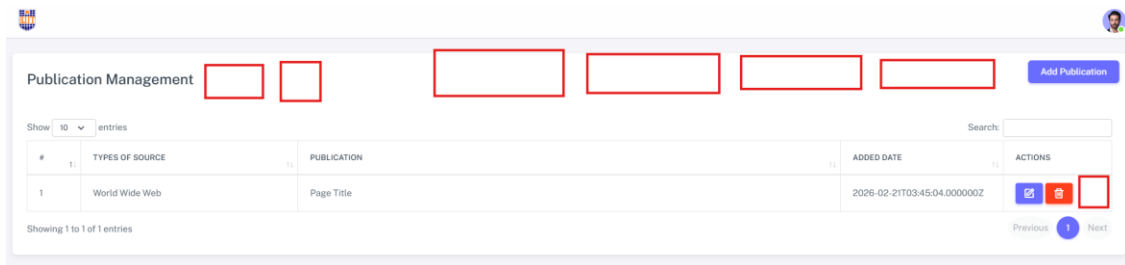 Publication Management
Add Publication
Show 10 entries
Search:
# TYPES OF SOURCE PUBLICATION ADDED DATE ACTIONS
1 World Wide Web Page Title 2026-02-21T03:45:04.000000Z
Showing 1 to 1 of 1 entries
Previous 1 Next